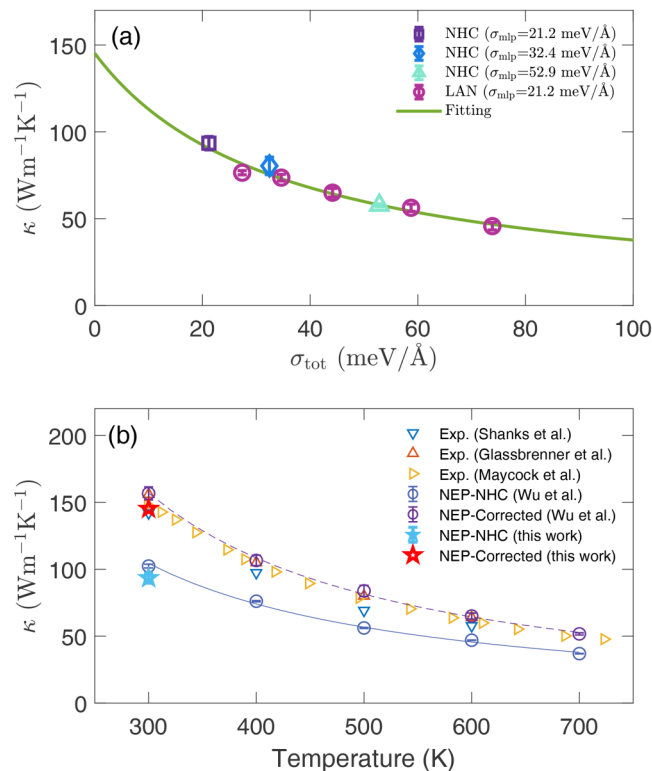 (a)
NHC (σmlp=21.2 meV/Å)
NHC (σmlp=32.4 meV/Å)
NHC (σmlp=52.9 meV/Å)
LAN (σmlp=21.2 meV/Å)
Fitting
150
100
50
0
κ (Wm⁻¹K⁻¹)
0 20 40 60 80 100
σtot (meV/Å)
(b)
Exp. (Shanks et al.)
Exp. (Glassbrenner et al.)
Exp. (Maycock et al.)
NEP-NHC (Wu et al.)
NEP-Corrected (Wu et al.)
NEP-NHC (this work)
NEP-Corrected (this work)
200
150
100
50
0
κ (Wm⁻¹K⁻¹)
300 400 500 600 700
Temperature (K)